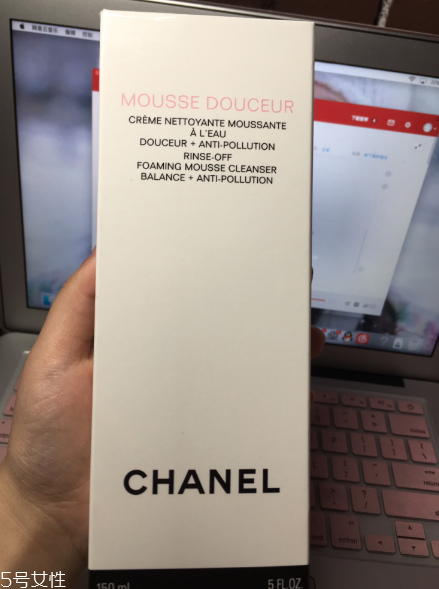 MOUSSE DOUCEUR
CRÈME NETTOYANTE MOUSSANTE
À L'EAU
DOUCEUR + ANTI-POLLUTION
RINSE-OFF
FOAMING MOUSSE CLEANSER
BALANCE + ANTI-POLLUTION
CHANEL
150 ml 5 FL.OZ
5号女性